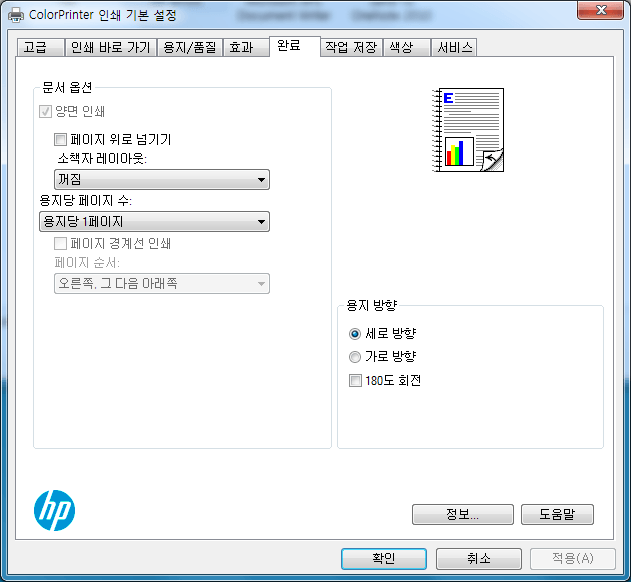 Document Writer
OneNote 2010
ColorPrinter 인쇄 기본 설정
고급 인쇄 바로 가기 용지/품질 효과 완료 작업 저장 색상 서비스
문서 옵션
양면 인쇄
페이지 위로 넘기기
소책자 레이아웃:
꺼짐
용지당 페이지 수:
용지당 1페이지
페이지 경계선 인쇄
페이지 순서:
오른쪽, 그 다음 아래쪽
E
용지 방향
세로 방향
가로 방향
180도 회전
hp
정보... 도움말
확인 취소 적용(A)